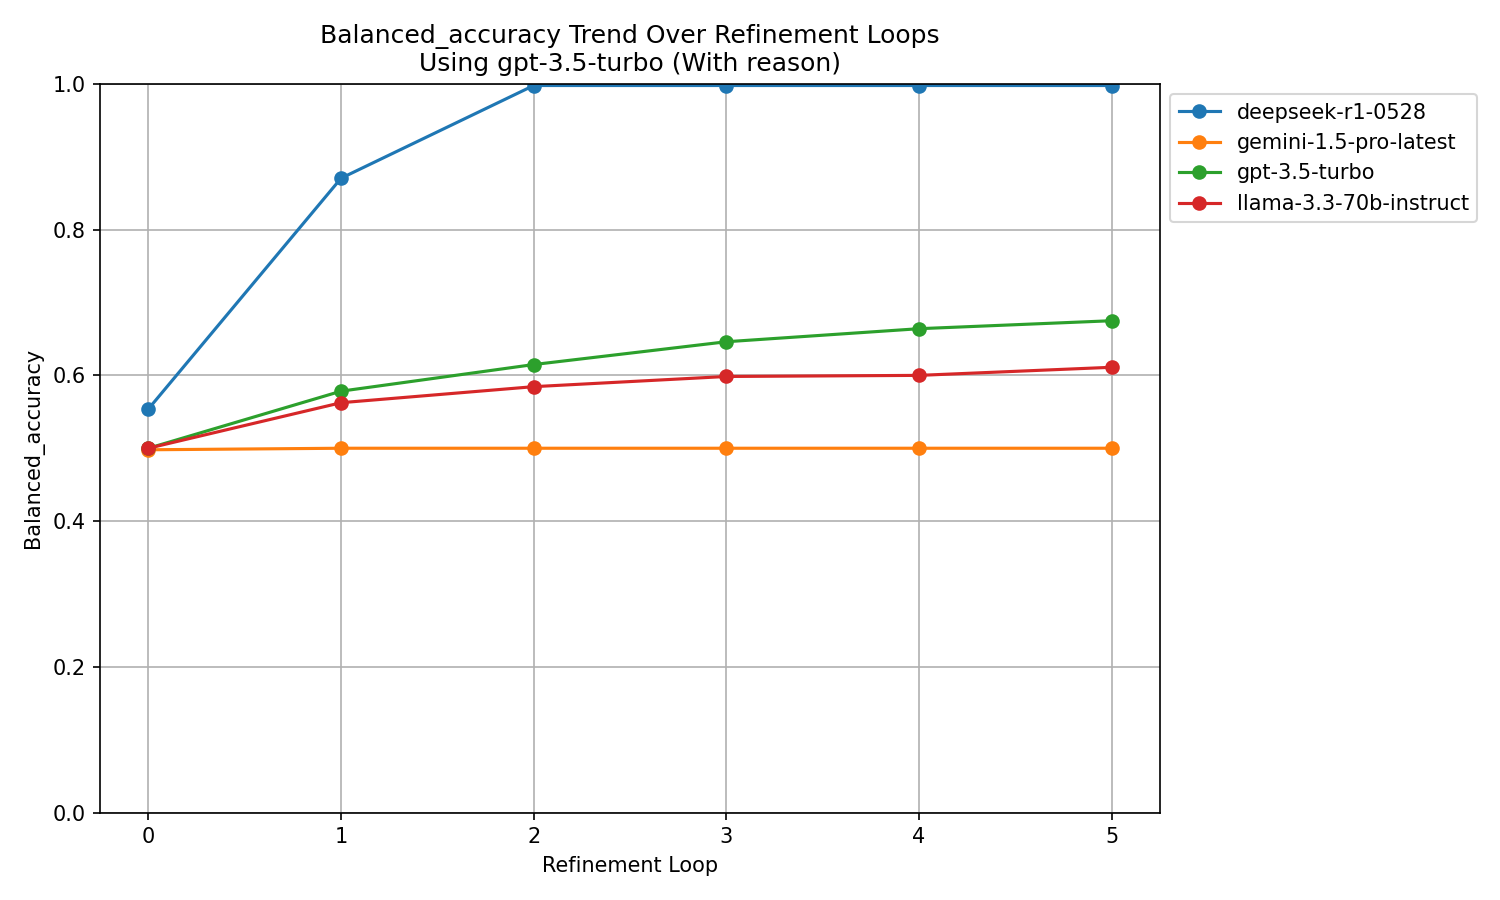 Balanced_accuracy Trend Over Refinement Loops
Using gpt-3.5-turbo (With reason)
Balanced_accuracy
1.0
0.8
0.6
0.4
0.2
0.0
0 1 2 3 4 5
Refinement Loop
deepseek-r1-0528
gemini-1.5-pro-latest
gpt-3.5-turbo
llama-3.3-70b-instruct